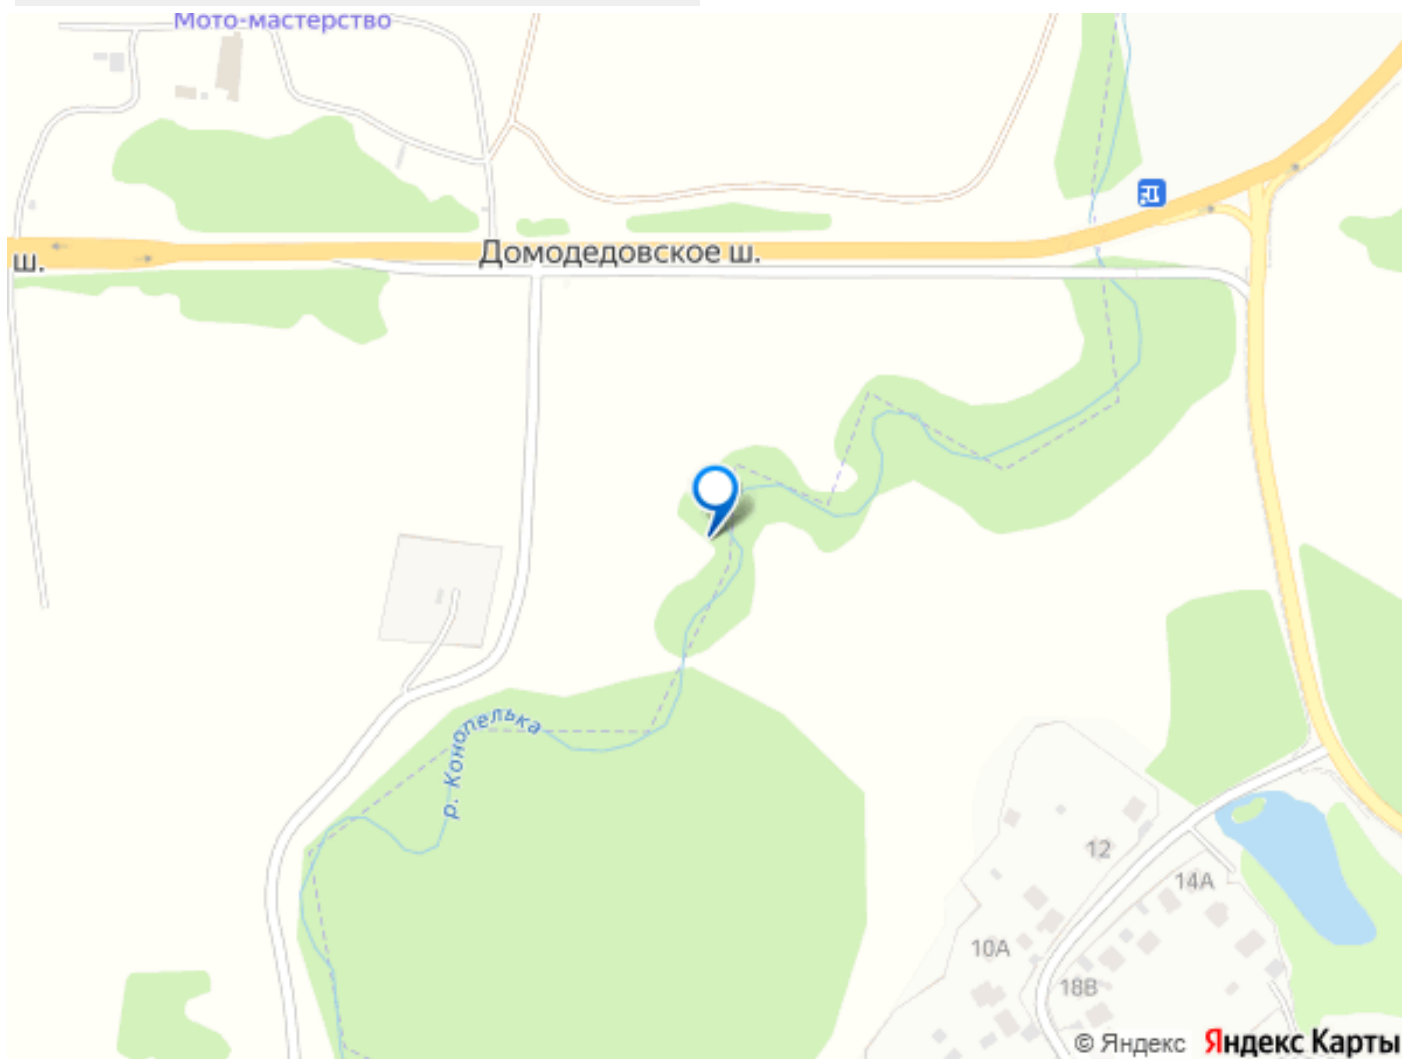 Мото-мастерство
Домодедовское ш.
ш.
р. Конопелька
12
14А
10А
18В
© Яндекс Яндекс Карты